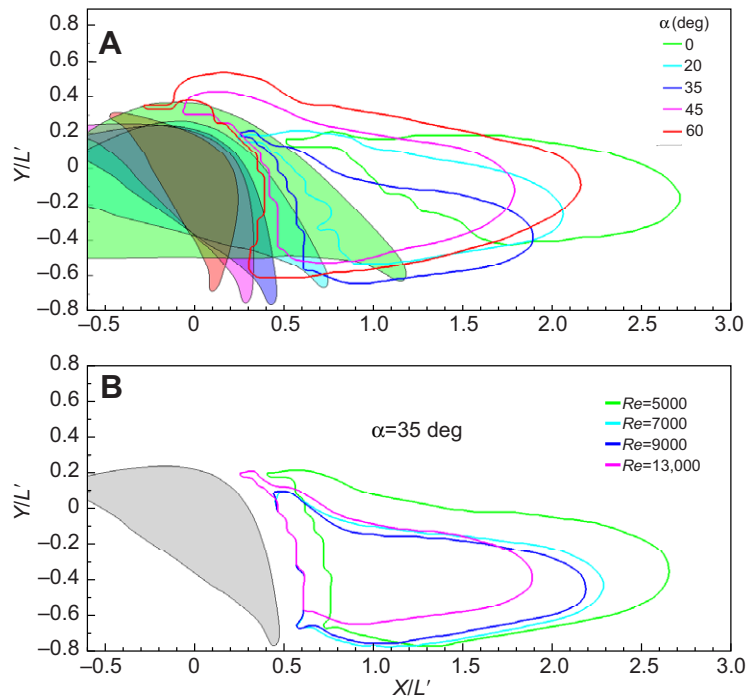 A
α (deg)
0
20
35
45
60
0.8
0.6
0.4
0.2
0
–0.2
–0.4
–0.6
–0.8
Y/L′
–0.5 0 0.5 1.0 1.5 2.0 2.5 3.0
B
α=35 deg
Re=5000
Re=7000
Re=9000
Re=13,000
0.8
0.6
0.4
0.2
0
–0.2
–0.4
–0.6
–0.8
Y/L′
–0.5 0 0.5 1.0 1.5 2.0 2.5 3.0
X/L′